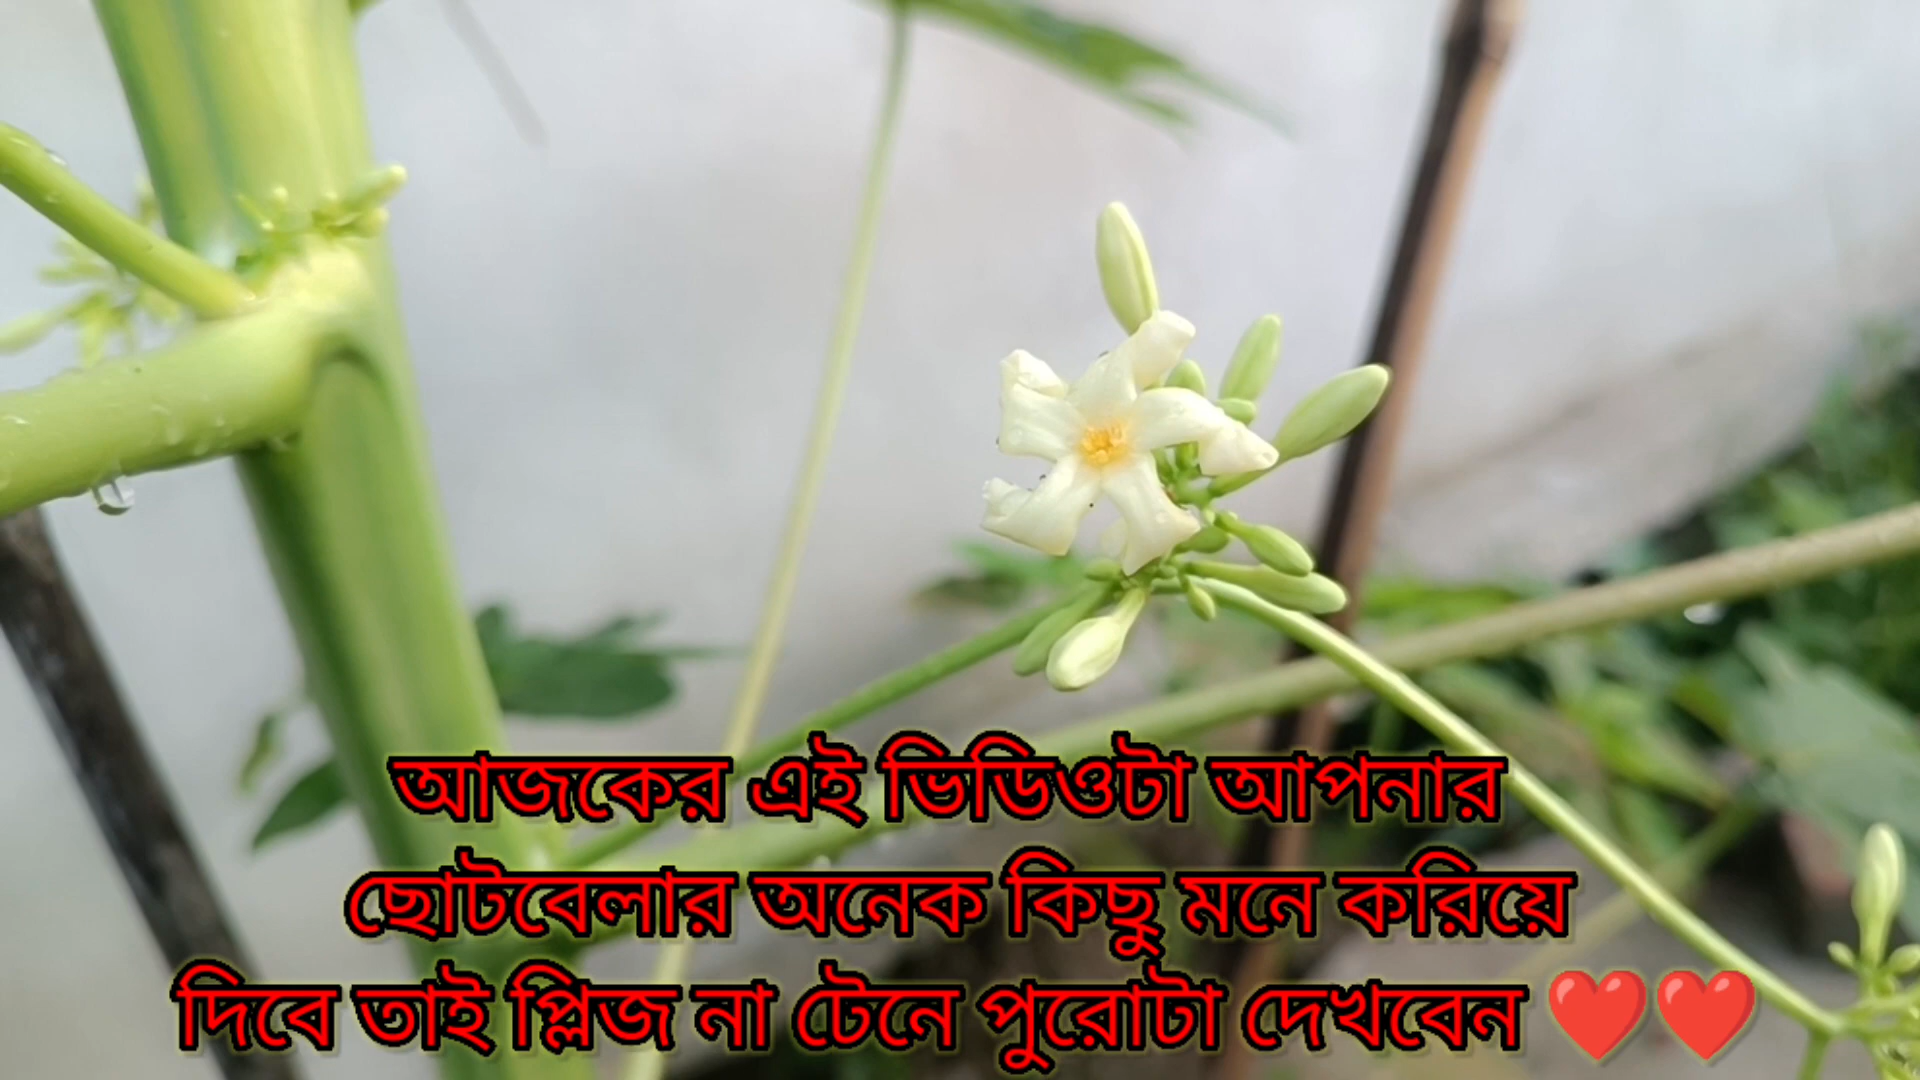 আজকের এই ভিডিওটা আপনার
ছোটবেলার অনেক কিছু মনে করিয়ে
দিবে তাই প্লিজ না টেনে পুরোটা দেখবেন ❤️❤️